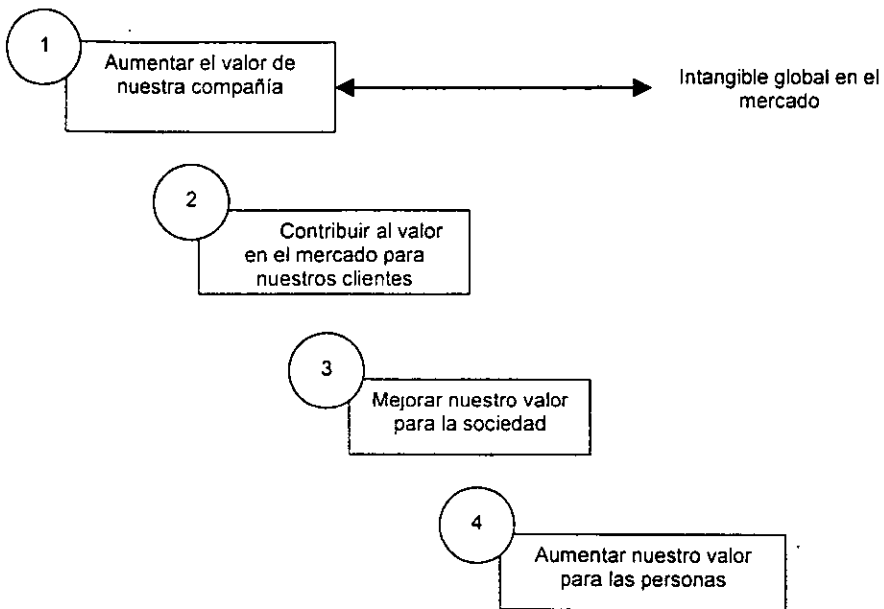 1
Aumentar el valor de
nuestra compañía
Intangible global en el
mercado
2
Contribuir al valor
en el mercado para
nuestros clientes
3
Mejorar nuestro valor
para la sociedad
4
Aumentar nuestro valor
para las personas